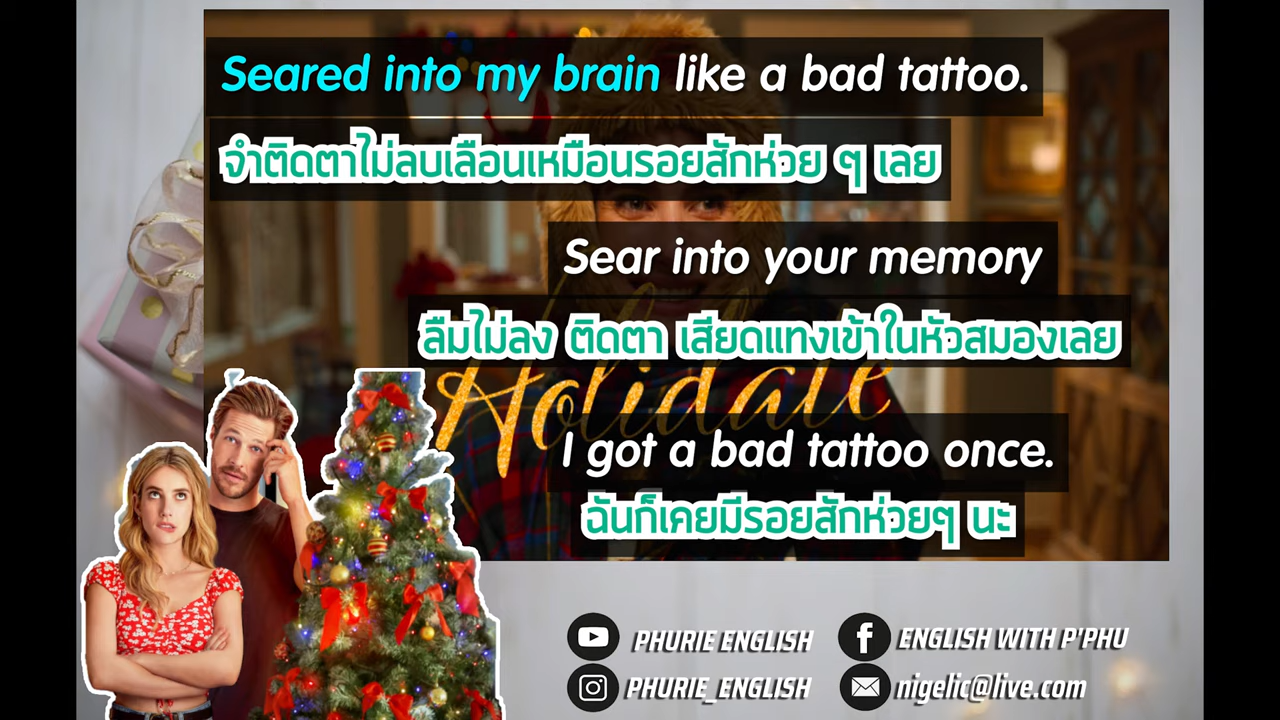 Seared into my brain like a bad tattoo.
จำติดตาไม่ลบเลือนเหมือนรอยสักห่วย ๆ เลย
Sear into your memory
ลืมไม่ลง ติดตา เสียดแทงเข้าในหัวสมองเลย
Holidate
I got a bad tattoo once.
ฉันก็เคยมีรอยสักห่วยๆ นะ
PHURIE ENGLISH
ENGLISH WITH P'PHU
PHURIE_ENGLISH
nigelic@live.com